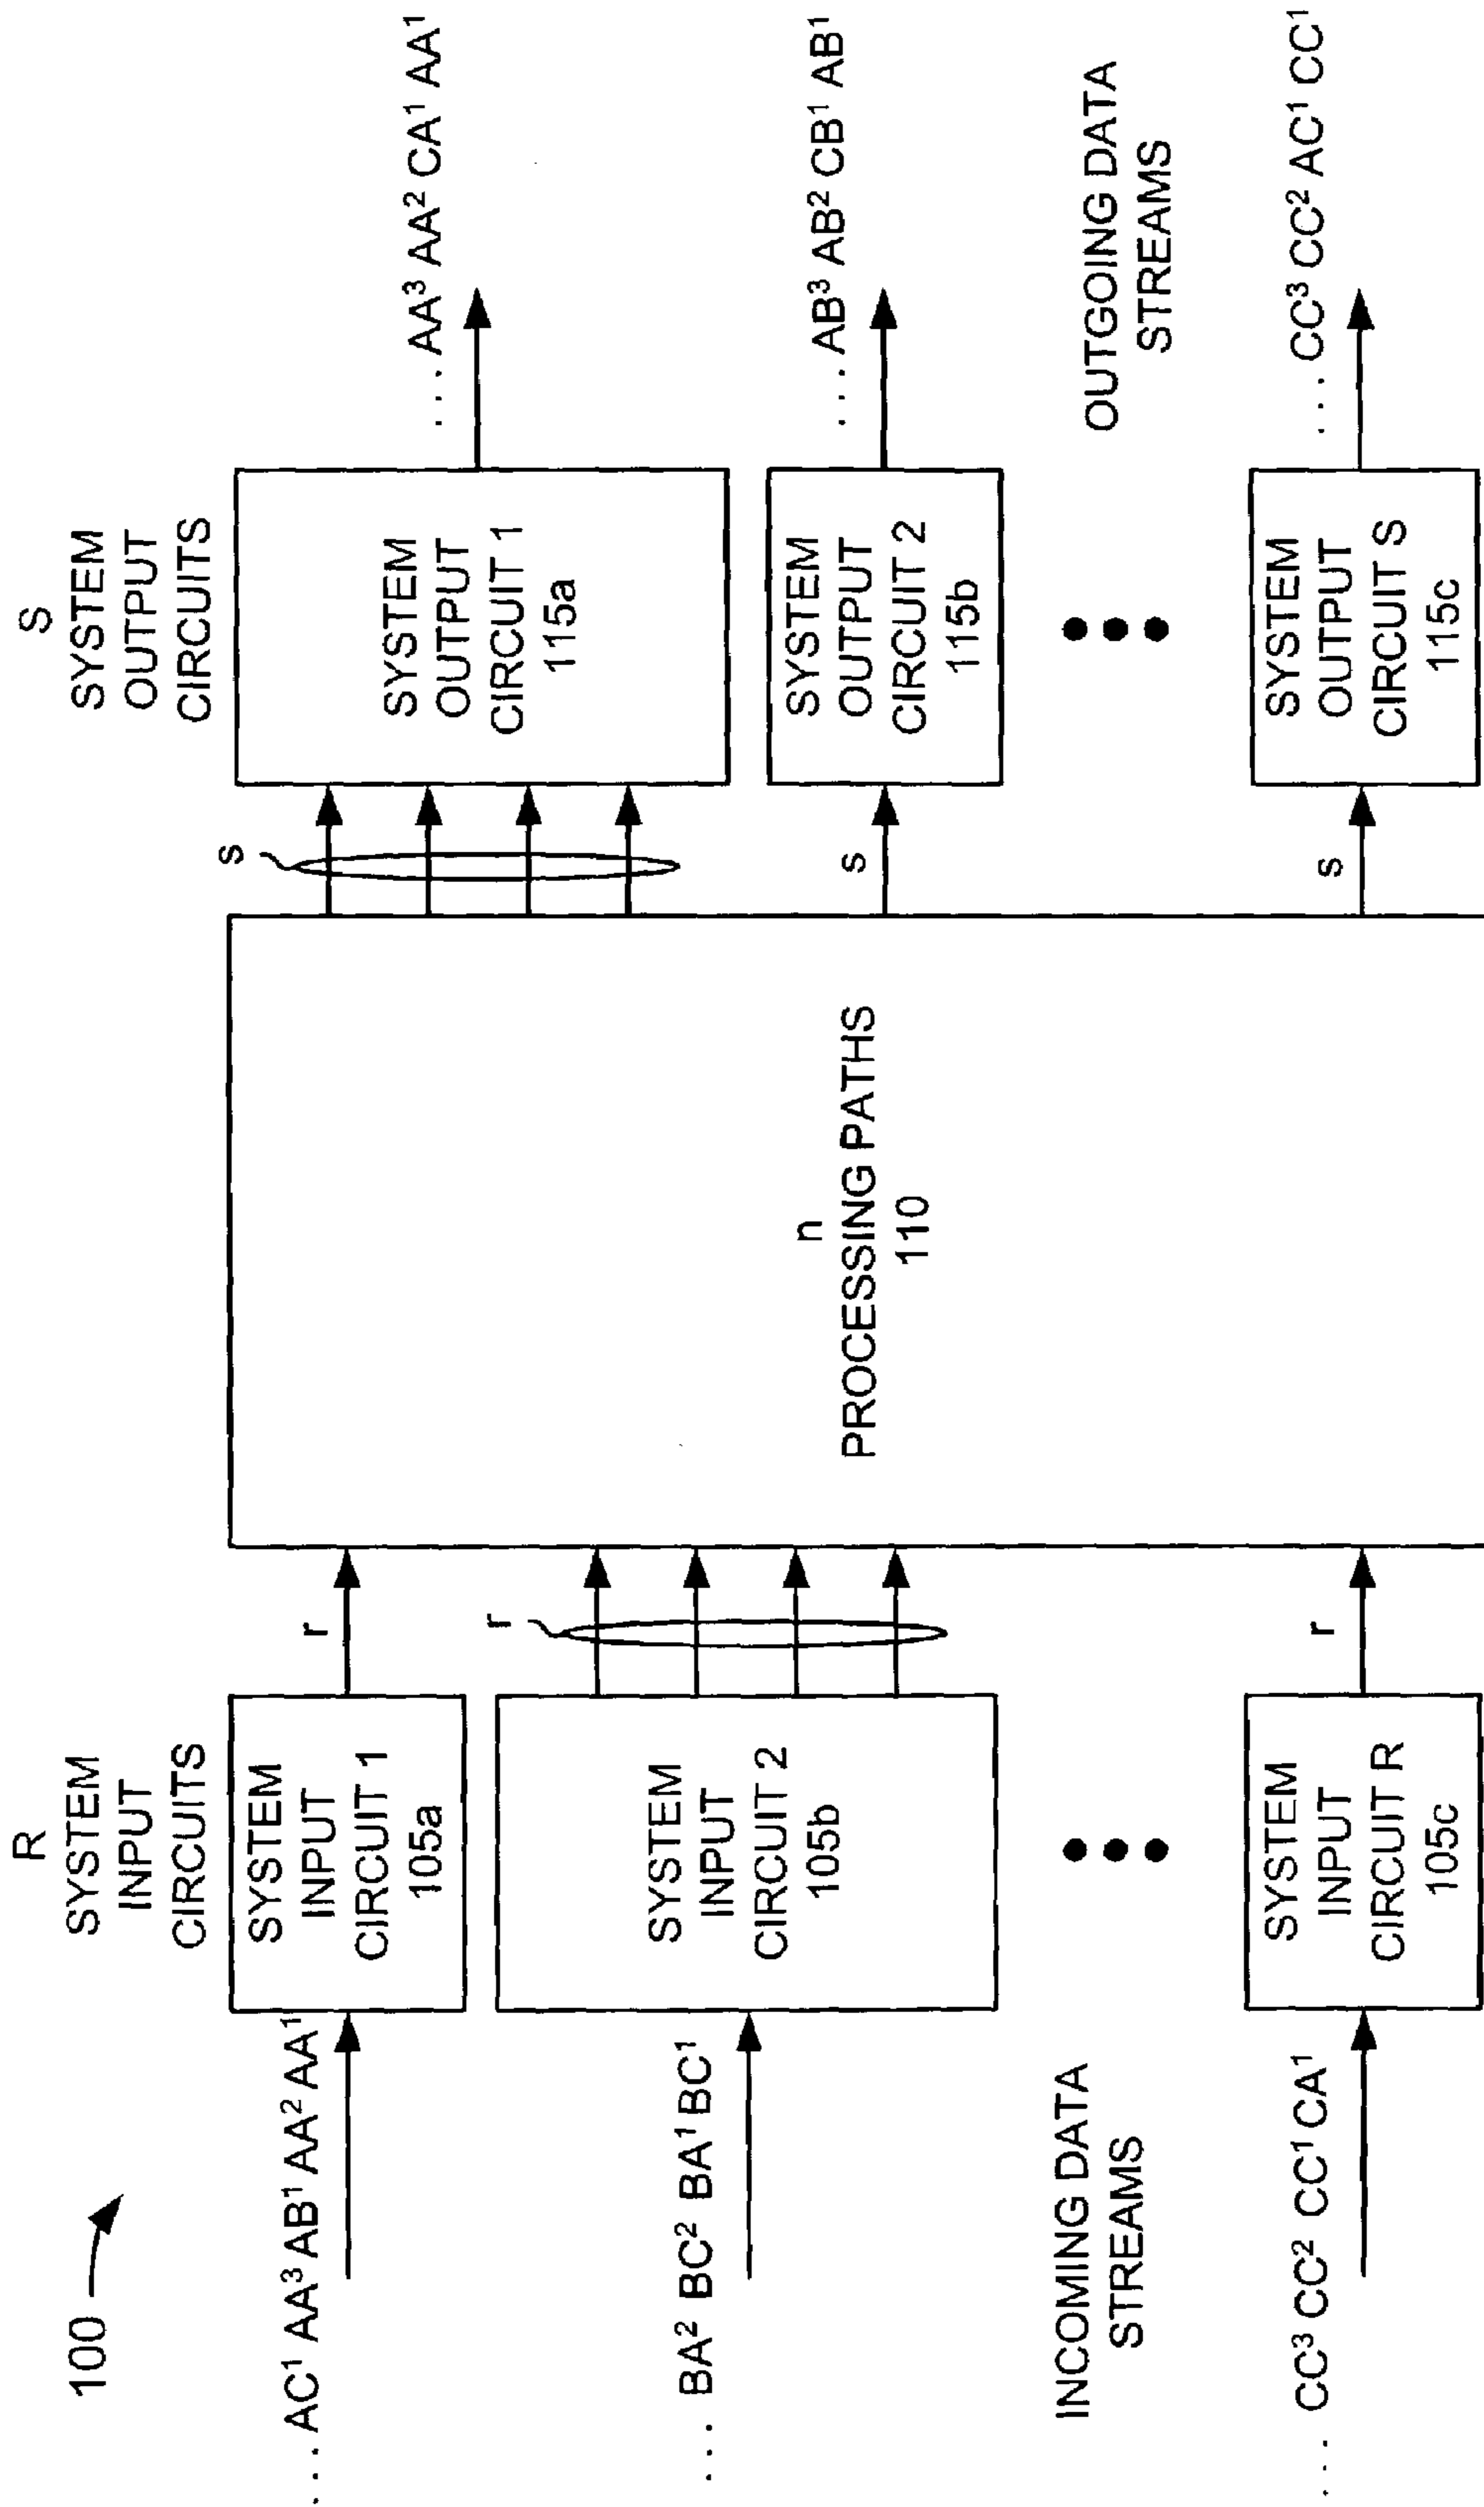 100
R
SYSTEM
INPUT
CIRCUITS
S
SYSTEM
OUTPUT
CIRCUITS
. . . AC¹ AA³ AB¹ AA² AA¹
SYSTEM
INPUT
CIRCUIT 1
105a
r
. . . BA² BC² BA¹ BC¹
SYSTEM
INPUT
CIRCUIT 2
105b
r
INCOMING DATA
STREAMS
. . . CC³ CC² CC¹ CA¹
SYSTEM
INPUT
CIRCUIT R
105c
r
n
PROCESSING PATHS
110
s
SYSTEM
OUTPUT
CIRCUIT 1
115a
. . . AA³ AA² CA¹ AA¹
s
SYSTEM
OUTPUT
CIRCUIT 2
115b
. . . AB³ AB² CB¹ AB¹
OUTGOING DATA
STREAMS
s
SYSTEM
OUTPUT
CIRCUIT S
115c
. . . CC³ CC² AC¹ CC¹